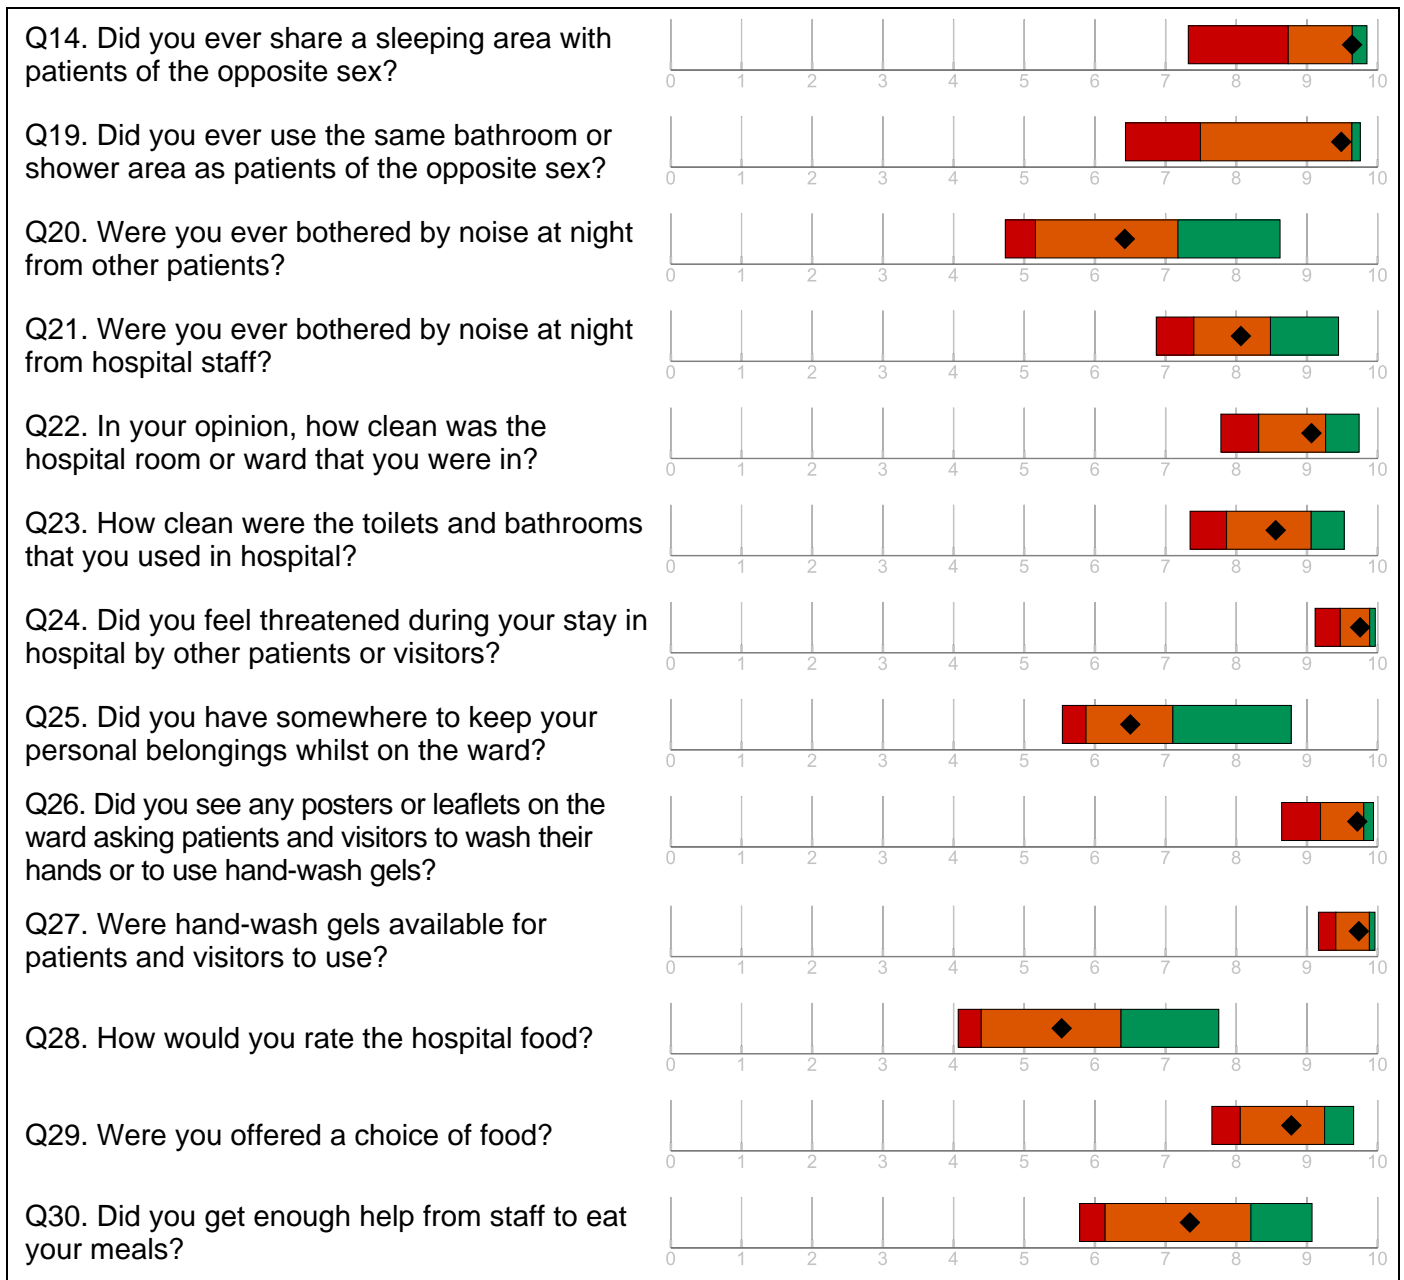 Q14. Did you ever share a sleeping area with
patients of the opposite sex?
0 1 2 3 4 5 6 7 8 9 10
Q19. Did you ever use the same bathroom or
shower area as patients of the opposite sex?
0 1 2 3 4 5 6 7 8 9 10
Q20. Were you ever bothered by noise at night
from other patients?
0 1 2 3 4 5 6 7 8 9 10
Q21. Were you ever bothered by noise at night
from hospital staff?
0 1 2 3 4 5 6 7 8 9 10
Q22. In your opinion, how clean was the
hospital room or ward that you were in?
0 1 2 3 4 5 6 7 8 9 10
Q23. How clean were the toilets and bathrooms
that you used in hospital?
0 1 2 3 4 5 6 7 8 9 10
Q24. Did you feel threatened during your stay in
hospital by other patients or visitors?
0 1 2 3 4 5 6 7 8 9 10
Q25. Did you have somewhere to keep your
personal belongings whilst on the ward?
0 1 2 3 4 5 6 7 8 9 10
Q26. Did you see any posters or leaflets on the
ward asking patients and visitors to wash their
hands or to use hand-wash gels?
0 1 2 3 4 5 6 7 8 9 10
Q27. Were hand-wash gels available for
patients and visitors to use?
0 1 2 3 4 5 6 7 8 9 10
Q28. How would you rate the hospital food?
0 1 2 3 4 5 6 7 8 9 10
Q29. Were you offered a choice of food?
0 1 2 3 4 5 6 7 8 9 10
Q30. Did you get enough help from staff to eat
your meals?
0 1 2 3 4 5 6 7 8 9 10